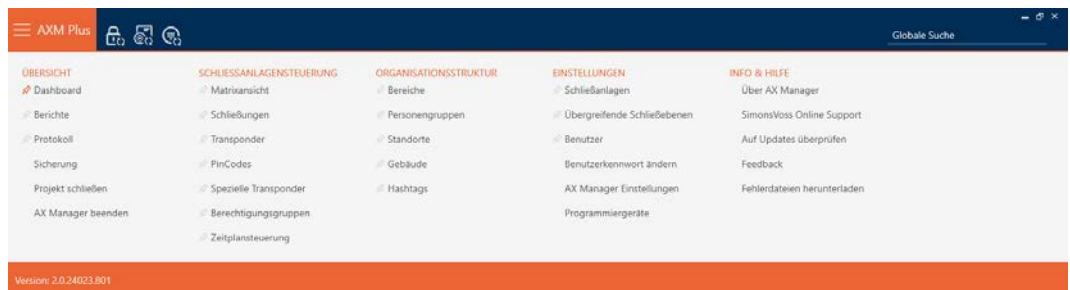 AXM Plus
Globale Suche
ÜBERSICHT
Dashboard
Berichte
Protokoll
Sicherung
Projekt schließen
AX Manager beenden
SCHLIESSANLAGENSTEUERUNG
Matrixansicht
Schließungen
Transponder
PinCodes
Spezielle Transponder
Berechtigungsgruppen
Zeitplansteuerung
ORGANISATIONSSTRUKTUR
Bereiche
Personengruppen
Standorte
Gebäude
Hashtags
EINSTELLUNGEN
Schließanlagen
Übergreifende Schließebenen
Benutzer
Benutzerkennwort ändern
AX Manager Einstellungen
Programmiergeräte
INFO & HILFE
Über AX Manager
SimonsVoss Online Support
Auf Updates überprüfen
Feedback
Fehlerdateien herunterladen
Version: 2.0.24023.801